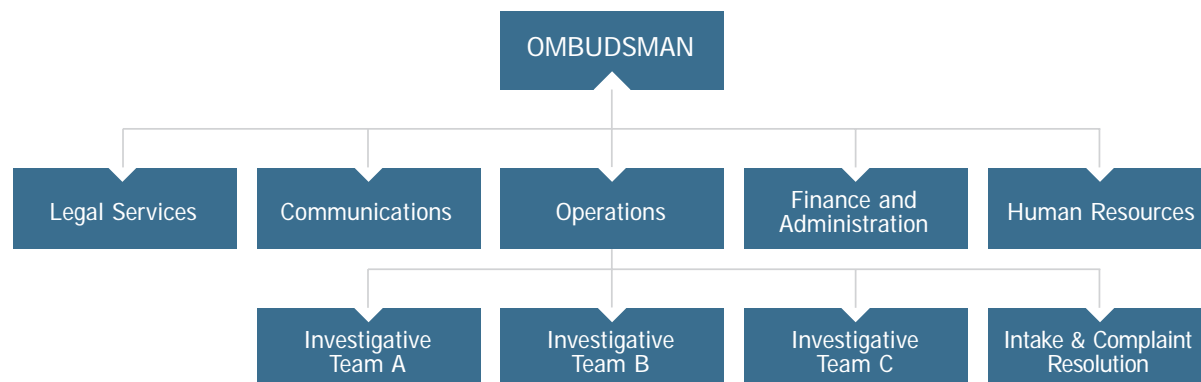 OMBUDSMAN
Legal Services
Communications
Operations
Finance and
Administration
Human Resources
Investigative
Team A
Investigative
Team B
Investigative
Team C
Intake & Complaint
Resolution